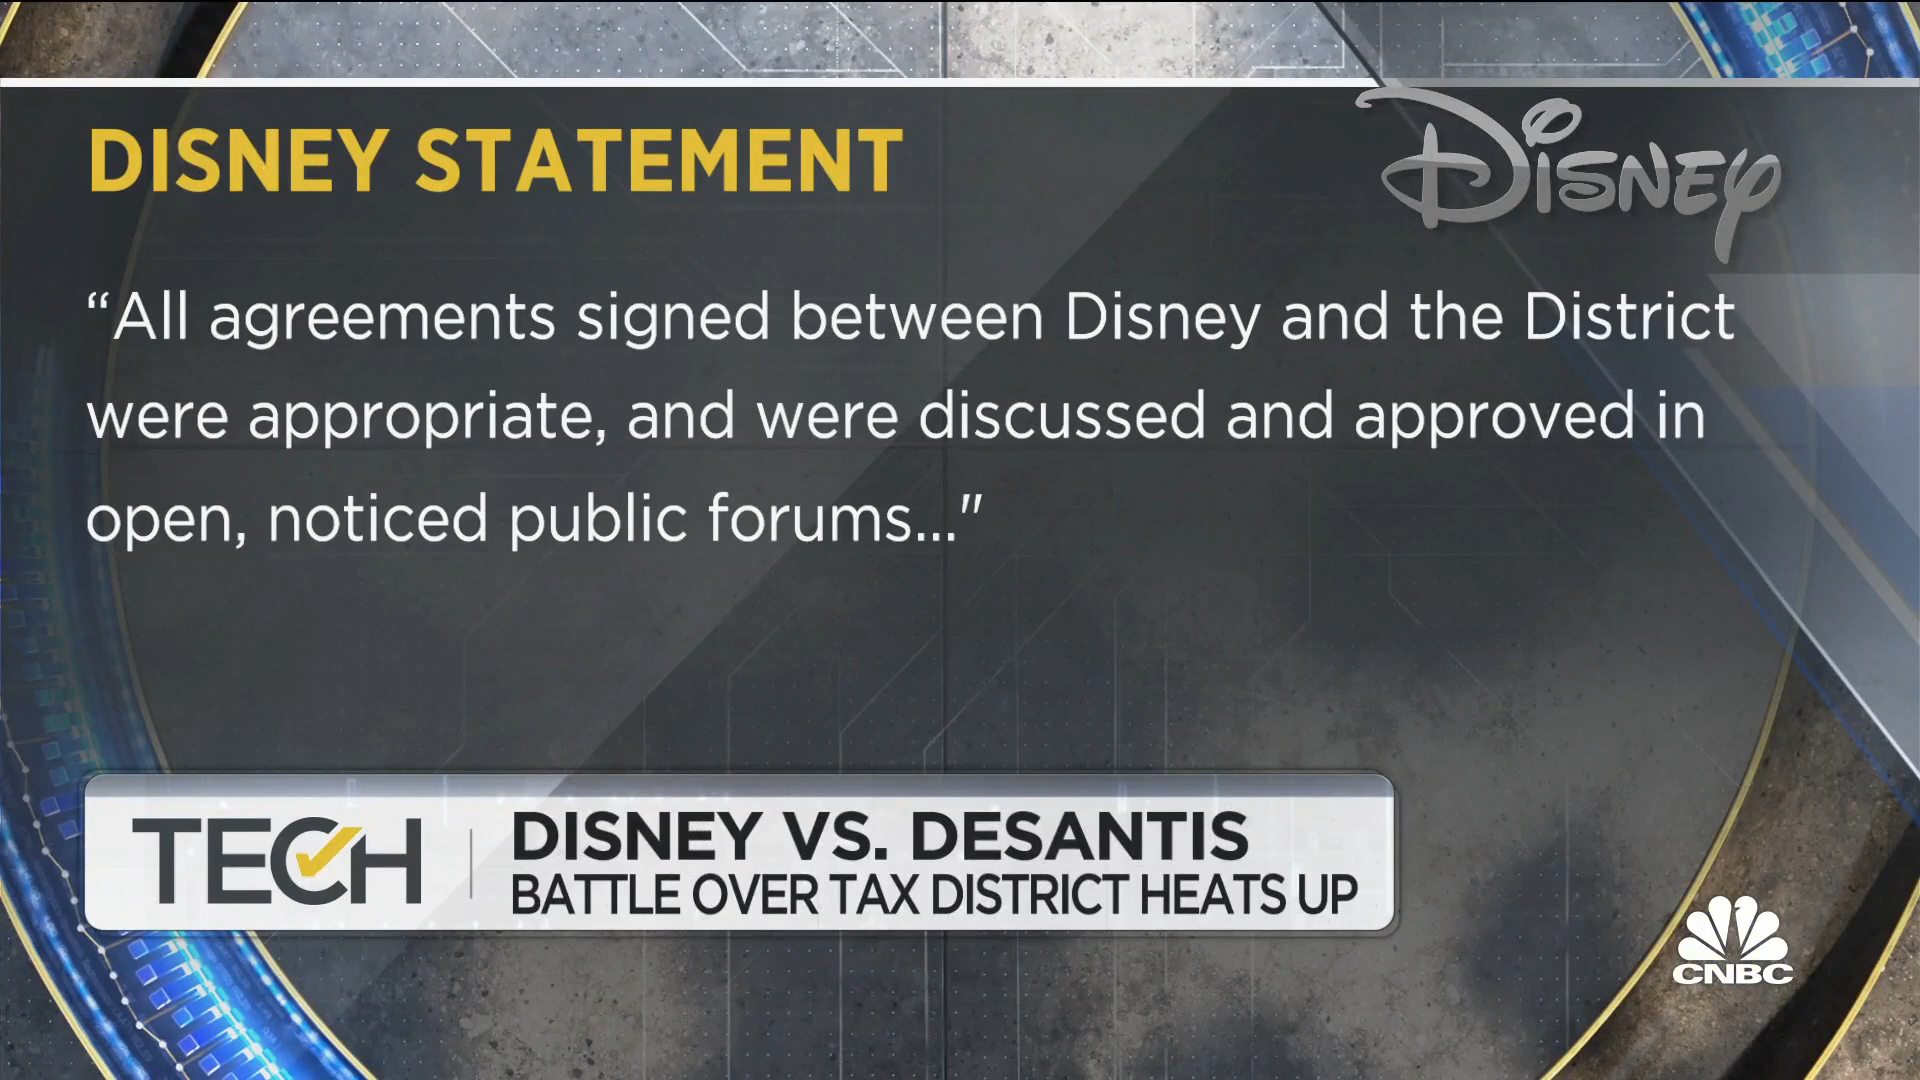 DISNEY STATEMENT
DISNEY
“All agreements signed between Disney and the District
were appropriate, and were discussed and approved in
open, noticed public forums..."
TECH
DISNEY VS. DESANTIS
BATTLE OVER TAX DISTRICT HEATS UP
CNBC